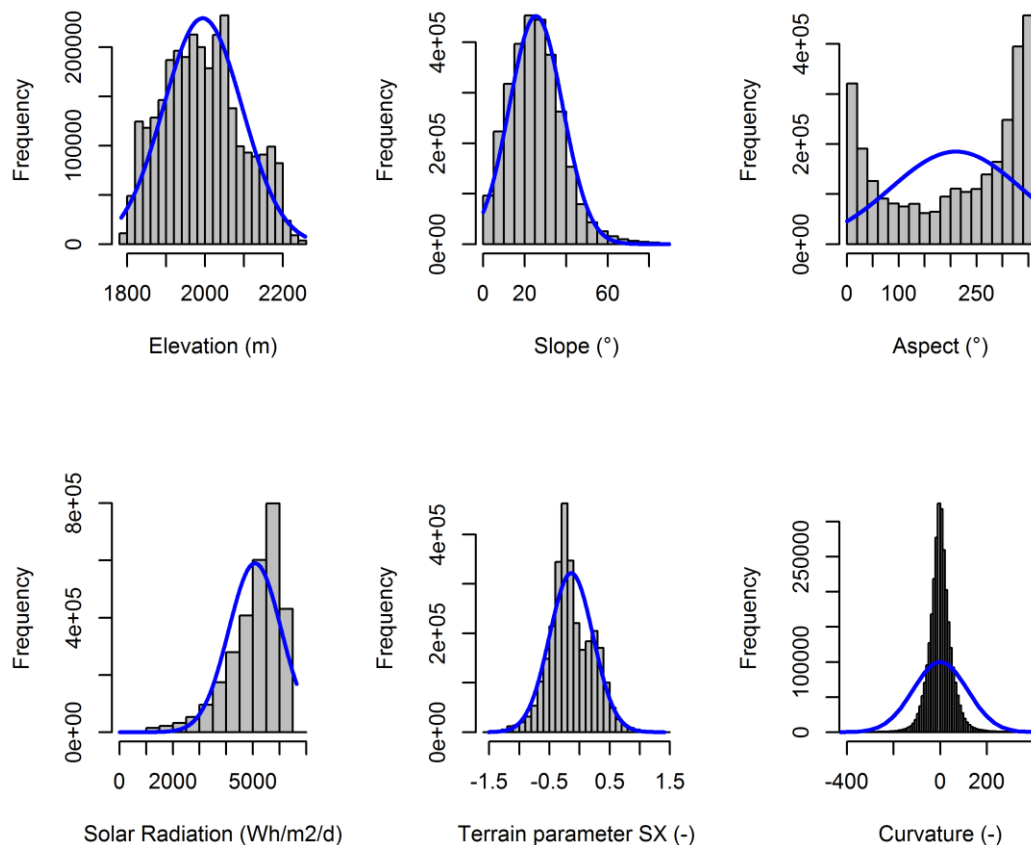 Frequency
0 100000 200000
1800 2000 2200
Elevation (m)
Frequency
0e+00 2e+05 4e+05
0 20 60
Slope (°)
Frequency
0e+00 2e+05 4e+05
0 100 250
Aspect (°)
Frequency
0e+00 4e+05 8e+05
0 2000 5000
Solar Radiation (Wh/m2/d)
Frequency
0e+00 2e+05 4e+05
-1.5 -0.5 0.5 1.5
Terrain parameter SX (-)
Frequency
0 100000 250000
-400 0 200
Curvature (-)